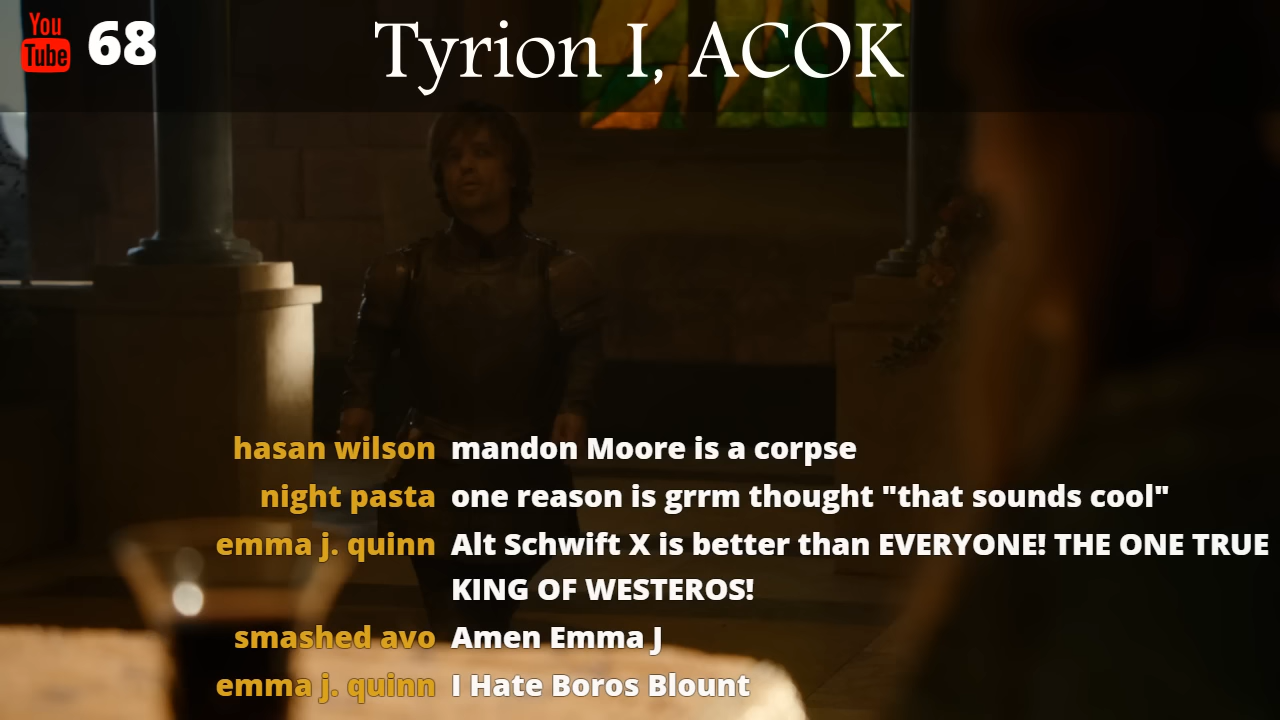 You
Tube
68
Tyrion I, ACOK
hasan wilson mandon Moore is a corpse
night pasta one reason is grrm thought "that sounds cool"
emma j. quinn Alt Schwift X is better than EVERYONE! THE ONE TRUE
KING OF WESTEROS!
smashed avo Amen Emma J
emma j. quinn I Hate Boros Blount